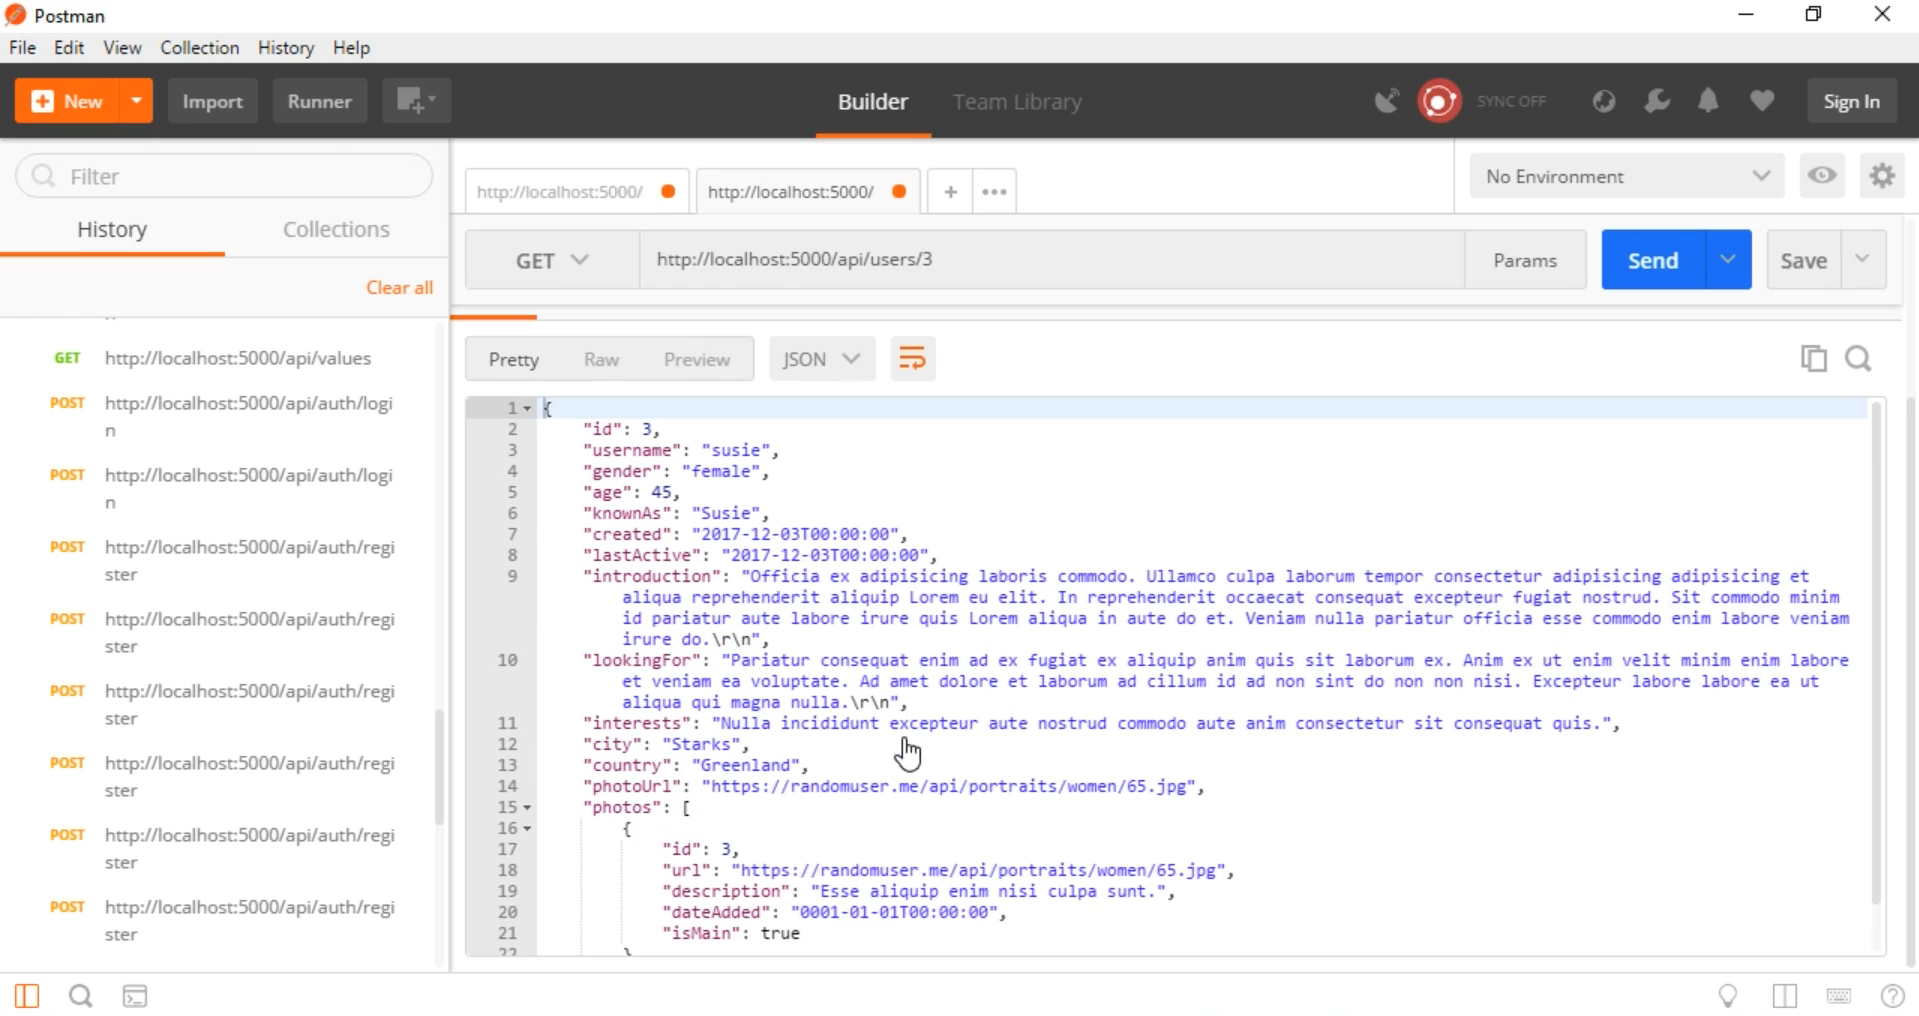 Postman
File Edit View Collection History Help
New Import Runner Builder Team Library SYNC OFF Sign In
Filter
History Collections
Clear all
GET http://localhost:5000/api/values
POST http://localhost:5000/api/auth/logi
n
POST http://localhost:5000/api/auth/logi
n
POST http://localhost:5000/api/auth/regi
ster
POST http://localhost:5000/api/auth/regi
ster
POST http://localhost:5000/api/auth/regi
ster
POST http://localhost:5000/api/auth/regi
ster
POST http://localhost:5000/api/auth/regi
ster
POST http://localhost:5000/api/auth/regi
ster
http://localhost:5000/ http://localhost:5000/ + •••
No Environment
GET http://localhost:5000/api/users/3 Params Send Save
Pretty Raw Preview JSON
1 {
2 "id": 3,
3 "username": "susie",
4 "gender": "female",
5 "age": 45,
6 "knownAs": "Susie",
7 "created": "2017-12-03T00:00:00",
8 "lastActive": "2017-12-03T00:00:00",
9 "introduction": "Officia ex adipisicing laboris commodo. Ullamco culpa laborum tempor consectetur adipisicing adipisicing et
aliqua reprehenderit aliquip Lorem eu elit. In reprehenderit occaecat consequat excepteur fugiat nostrud. Sit commodo minim
id pariatur aute labore irure quis Lorem aliqua in aute do et. Veniam nulla pariatur officia esse commodo enim labore veniam
irure do.\r\n",
10 "lookingFor": "Pariatur consequat enim ad ex fugiat ex aliquip anim quis sit laborum ex. Anim ex ut enim velit minim enim labore
et veniam ea voluptate. Ad amet dolore et laborum ad cillum id ad non sint do non non nisi. Excepteur labore labore ea ut
aliqua qui magna nulla.\r\n",
11 "interests": "Nulla incididunt excepteur aute nostrud commodo aute anim consectetur sit consequat quis.",
12 "city": "Starks",
13 "country": "Greenland",
14 "photoUrl": "https://randomuser.me/api/portraits/women/65.jpg",
15 "photos": [
16 {
17 "id": 3,
18 "url": "https://randomuser.me/api/portraits/women/65.jpg",
19 "description": "Esse aliquip enim nisi culpa sunt.",
20 "dateAdded": "0001-01-01T00:00:00",
21 "isMain": true
22 }